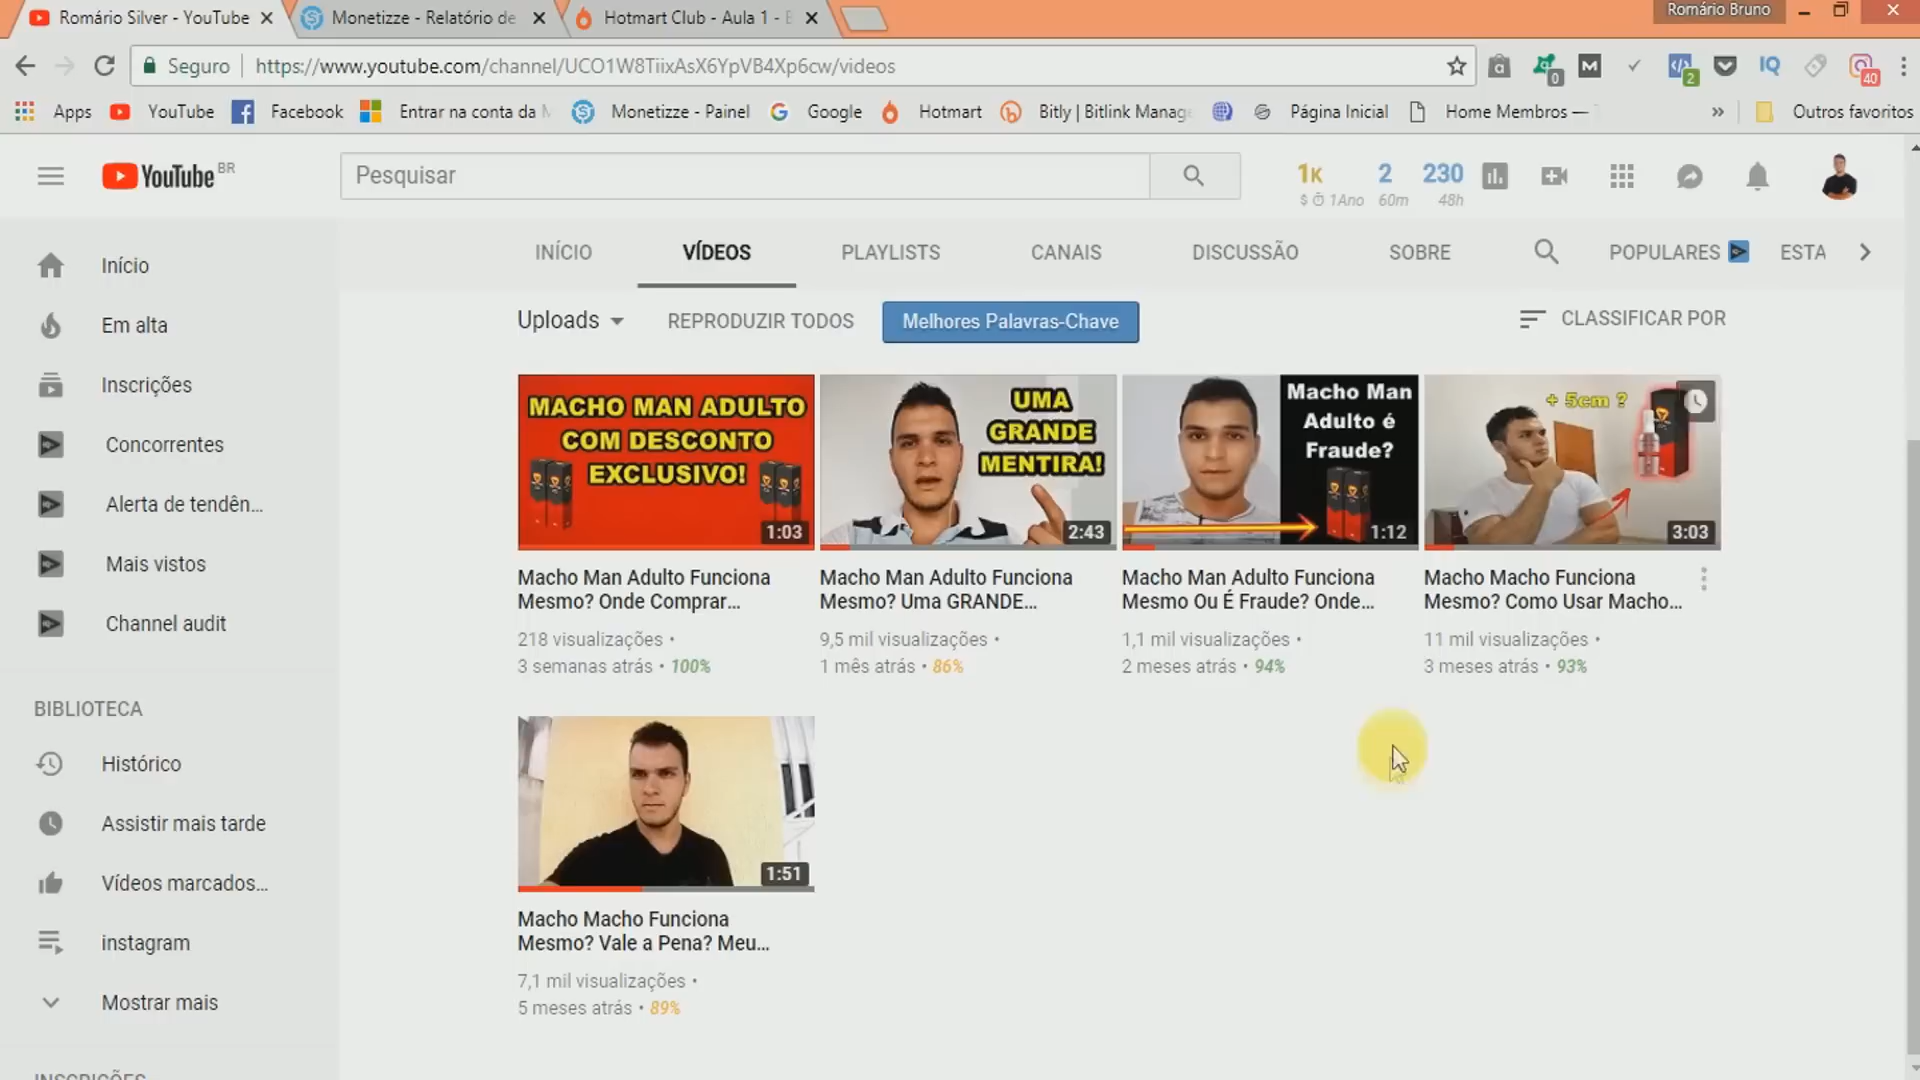 Romário Silver - YouTube
Monetizze - Relatório de
Hotmart Club - Aula 1 -
Romário Bruno
Seguro
https://www.youtube.com/channel/UCO1W8TiixAsX6YpVB4Xp6cw/videos
0
M
2
IQ
40
Apps
YouTube
Facebook
Entrar na conta da
Monetizze - Painel
Google
Hotmart
Bitly | Bitlink Manag
Página Inicial
Home Membros —
»
Outros favoritos
YouTube BR
Pesquisar
1K
2
230
$ 1Ano
60m
48h
INÍCIO
VÍDEOS
PLAYLISTS
CANAIS
DISCUSSÃO
SOBRE
POPULARES
ESTA
Início
Em alta
Inscrições
Concorrentes
Alerta de tendên...
Mais vistos
Channel audit
BIBLIOTECA
Histórico
Assistir mais tarde
Vídeos marcados...
instagram
Mostrar mais
INSCRIÇÕES
Uploads
REPRODUZIR TODOS
Melhores Palavras-Chave
CLASSIFICAR POR
MACHO MAN ADULTO
COM DESCONTO
EXCLUSIVO!
1:03
Macho Man Adulto Funciona
Mesmo? Onde Comprar...
218 visualizações •
3 semanas atrás • 100%
UMA
GRANDE
MENTIRA!
2:43
Macho Man Adulto Funciona
Mesmo? Uma GRANDE...
9,5 mil visualizações •
1 mês atrás • 86%
Macho Man
Adulto é
Fraude?
1:12
Macho Man Adulto Funciona
Mesmo Ou É Fraude? Onde...
1,1 mil visualizações •
2 meses atrás • 94%
+ 5cm ?
3:03
Macho Macho Funciona
Mesmo? Como Usar Macho...
11 mil visualizações •
3 meses atrás • 93%
1:51
Macho Macho Funciona
Mesmo? Vale a Pena? Meu...
7,1 mil visualizações •
5 meses atrás • 89%